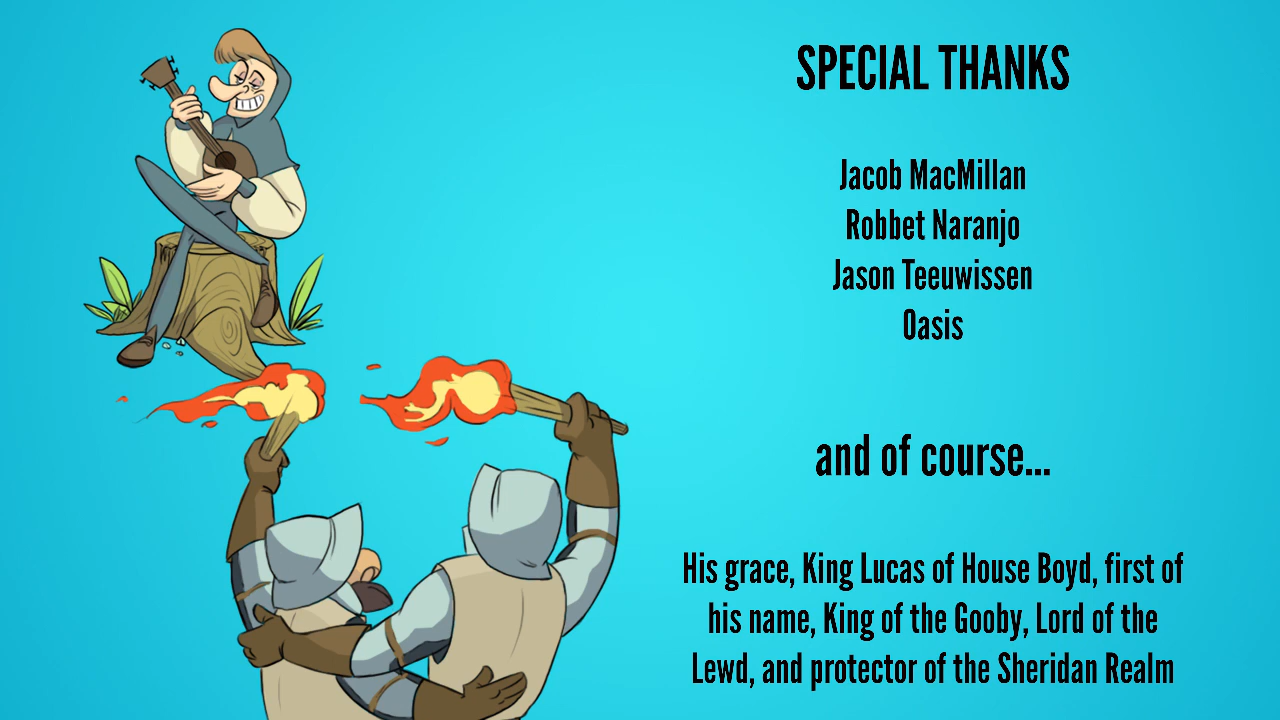 SPECIAL THANKS
Jacob MacMillan
Robbet Naranjo
Jason Teeuwissen
Oasis
and of course...
His grace, King Lucas of House Boyd, first of
his name, King of the Gooby, Lord of the
Lewd, and protector of the Sheridan Realm